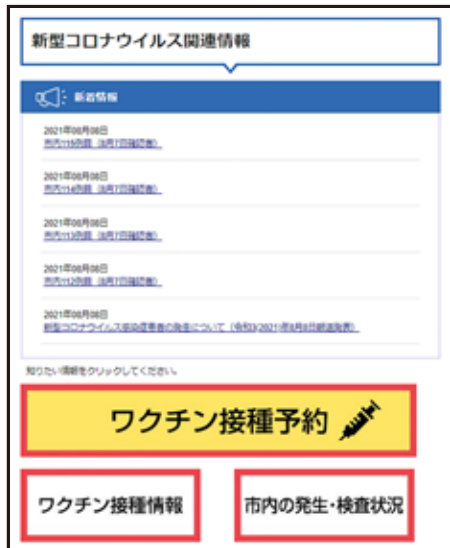 新型コロナウイルス関連情報
新着情報
2021年08月08日
市内115例目（8月7日確認者）
2021年08月08日
市内114例目（8月7日確認者）
2021年08月08日
市内113例目（8月7日確認者）
2021年08月08日
市内112例目（8月7日確認者）
2021年08月08日
新型コロナウイルス感染症患者の発生について（令和3(2021)年8月8日報道発表）
知りたい情報をクリックしてください。
ワクチン接種予約
ワクチン接種情報
市内の発生・検査状況